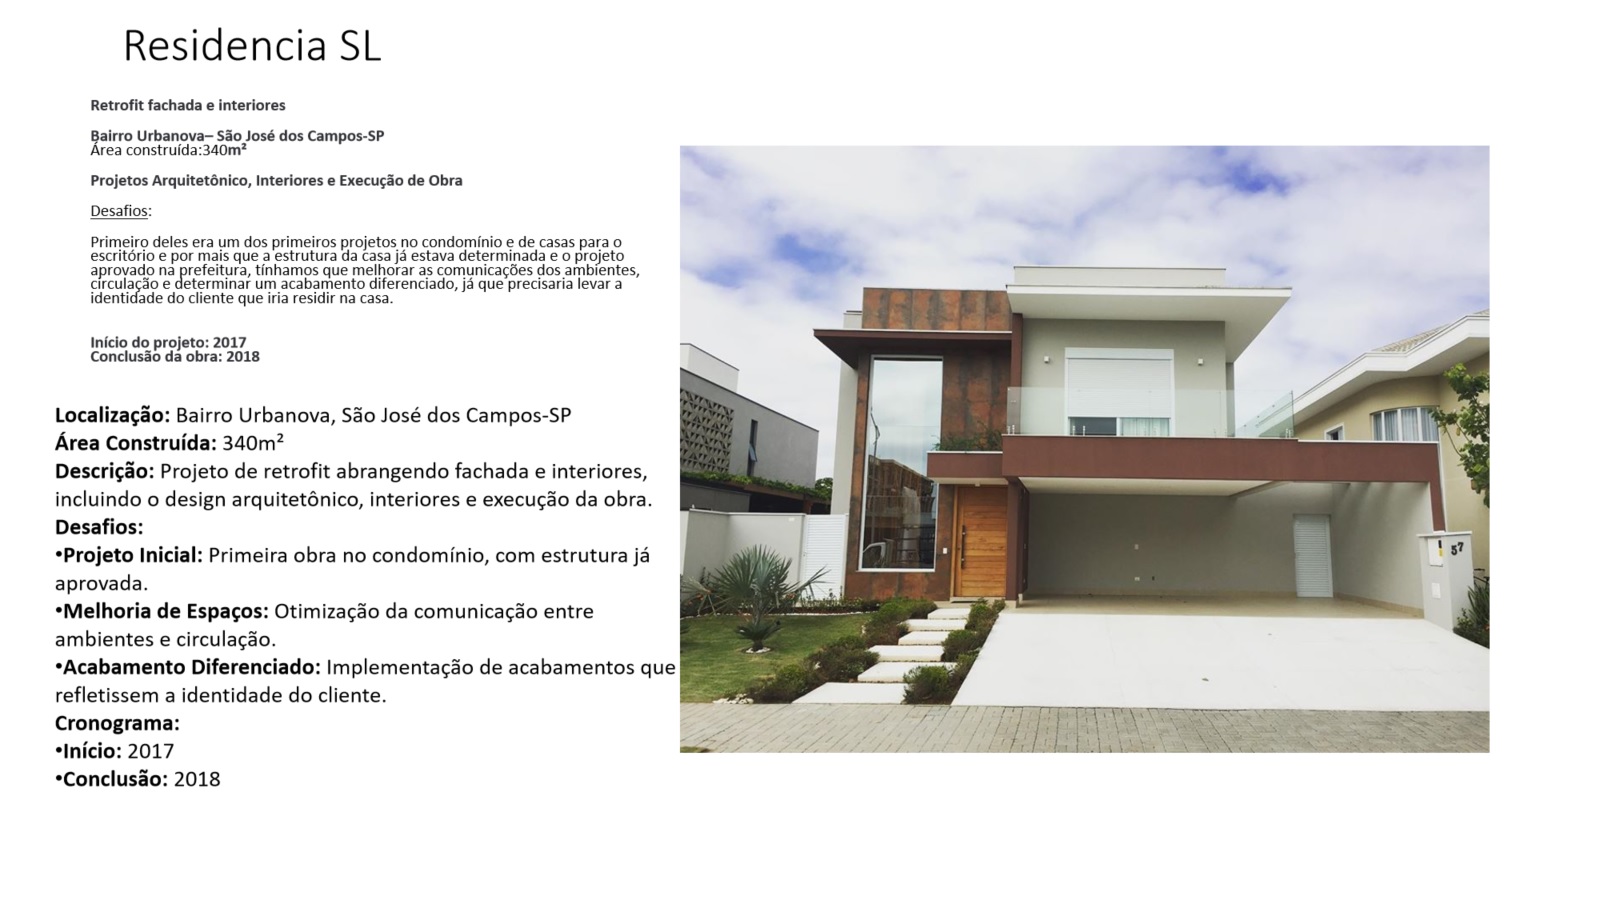 Residencia SL
Retrofit fachada e interiores
Bairro Urbanova– São José dos Campos-SP
Área construída:340m²
Projetos Arquitetônico, Interiores e Execução de Obra
Desafios:
Primeiro deles era um dos primeiros projetos no condomínio e de casas para o
escritório e por mais que a estrutura da casa já estava determinada e o projeto
aprovado na prefeitura, tínhamos que melhorar as comunicações dos ambientes,
circulação e determinar um acabamento diferenciado, já que precisaria levar a
identidade do cliente que iria residir na casa.
Início do projeto: 2017
Conclusão da obra: 2018
Localização: Bairro Urbanova, São José dos Campos-SP
Área Construída: 340m²
Descrição: Projeto de retrofit abrangendo fachada e interiores,
incluindo o design arquitetônico, interiores e execução da obra.
Desafios:
•Projeto Inicial: Primeira obra no condomínio, com estrutura já
aprovada.
•Melhoria de Espaços: Otimização da comunicação entre
ambientes e circulação.
•Acabamento Diferenciado: Implementação de acabamentos que
refletissem a identidade do cliente.
Cronograma:
•Início: 2017
•Conclusão: 2018
57